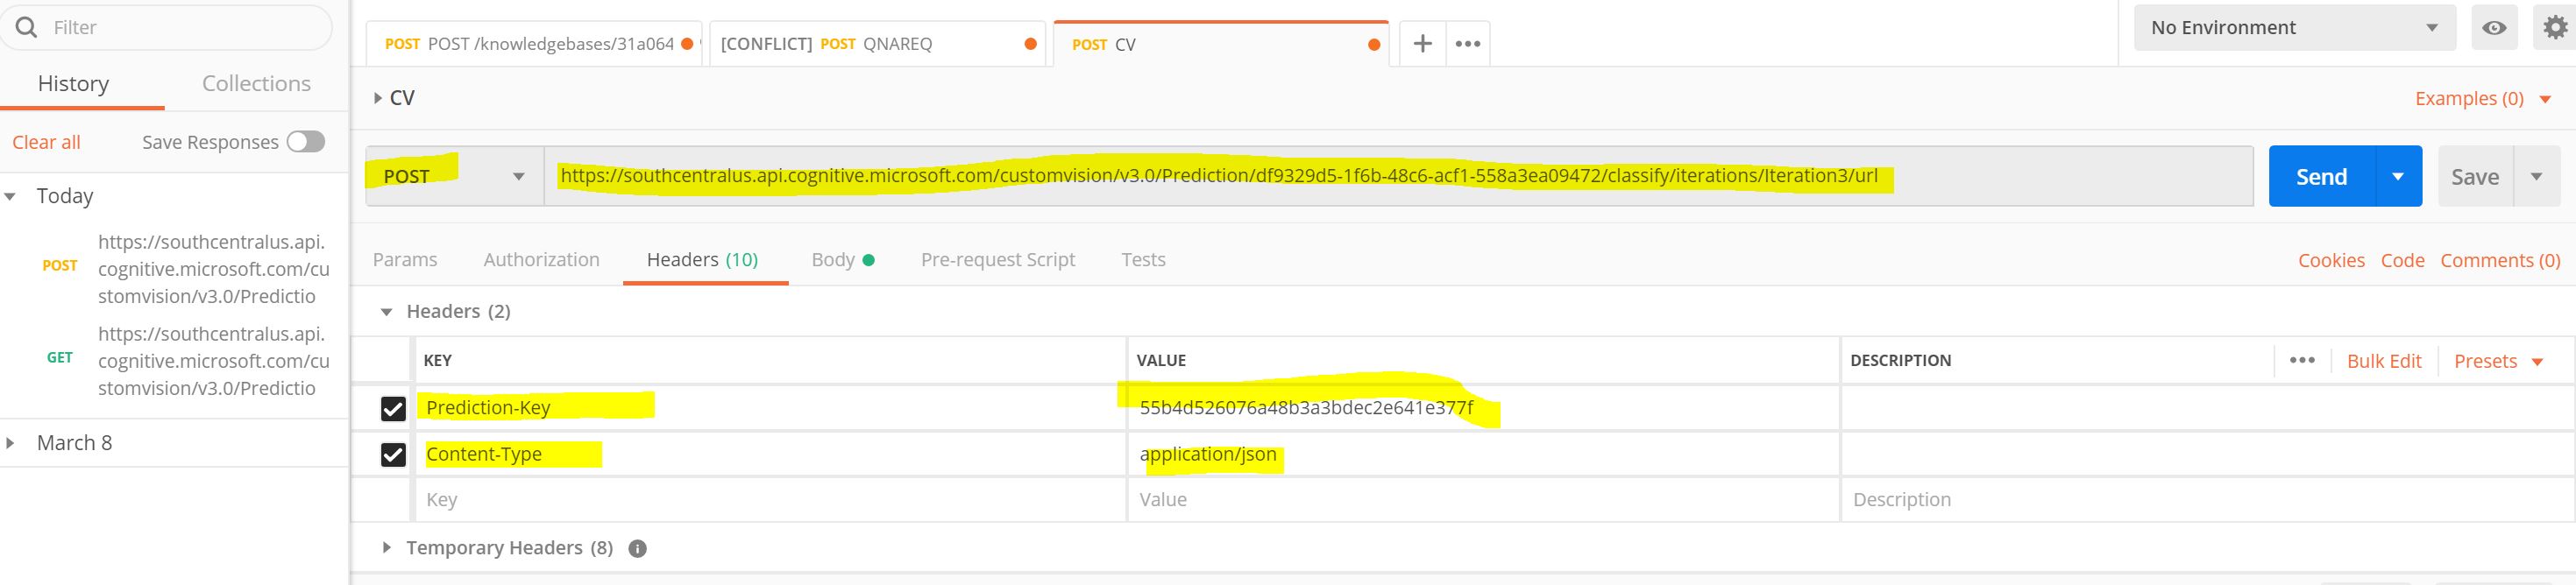 Filter
History Collections
Clear all Save Responses
Today
POST https://southcentralus.api.
cognitive.microsoft.com/cu
stomvision/v3.0/Predictio
GET https://southcentralus.api.
cognitive.microsoft.com/cu
stomvision/v3.0/Predictio
March 8
POST POST /knowledgebases/31a064 [CONFLICT] POST QNAREQ POST CV
No Environment
CV
Examples (0)
POST https://southcentralus.api.cognitive.microsoft.com/customvision/v3.0/Prediction/df9329d5-1f6b-48c6-acf1-558a3ea09472/classify/iterations/Iteration3/url Send Save
Params Authorization Headers (10) Body Pre-request Script Tests Cookies Code Comments (0)
Headers (2)
KEY VALUE DESCRIPTION Bulk Edit Presets
Prediction-Key 55b4d526076a48b3a3bdec2e641e377f
Content-Type application/json
Key Value Description
Temporary Headers (8)